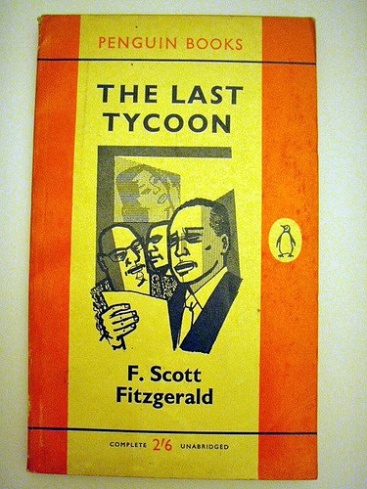 PENGUIN BOOKS
THE LAST
TYCOON
F. Scott
Fitzgerald
COMPLETE 2/6 UNABRIDGED